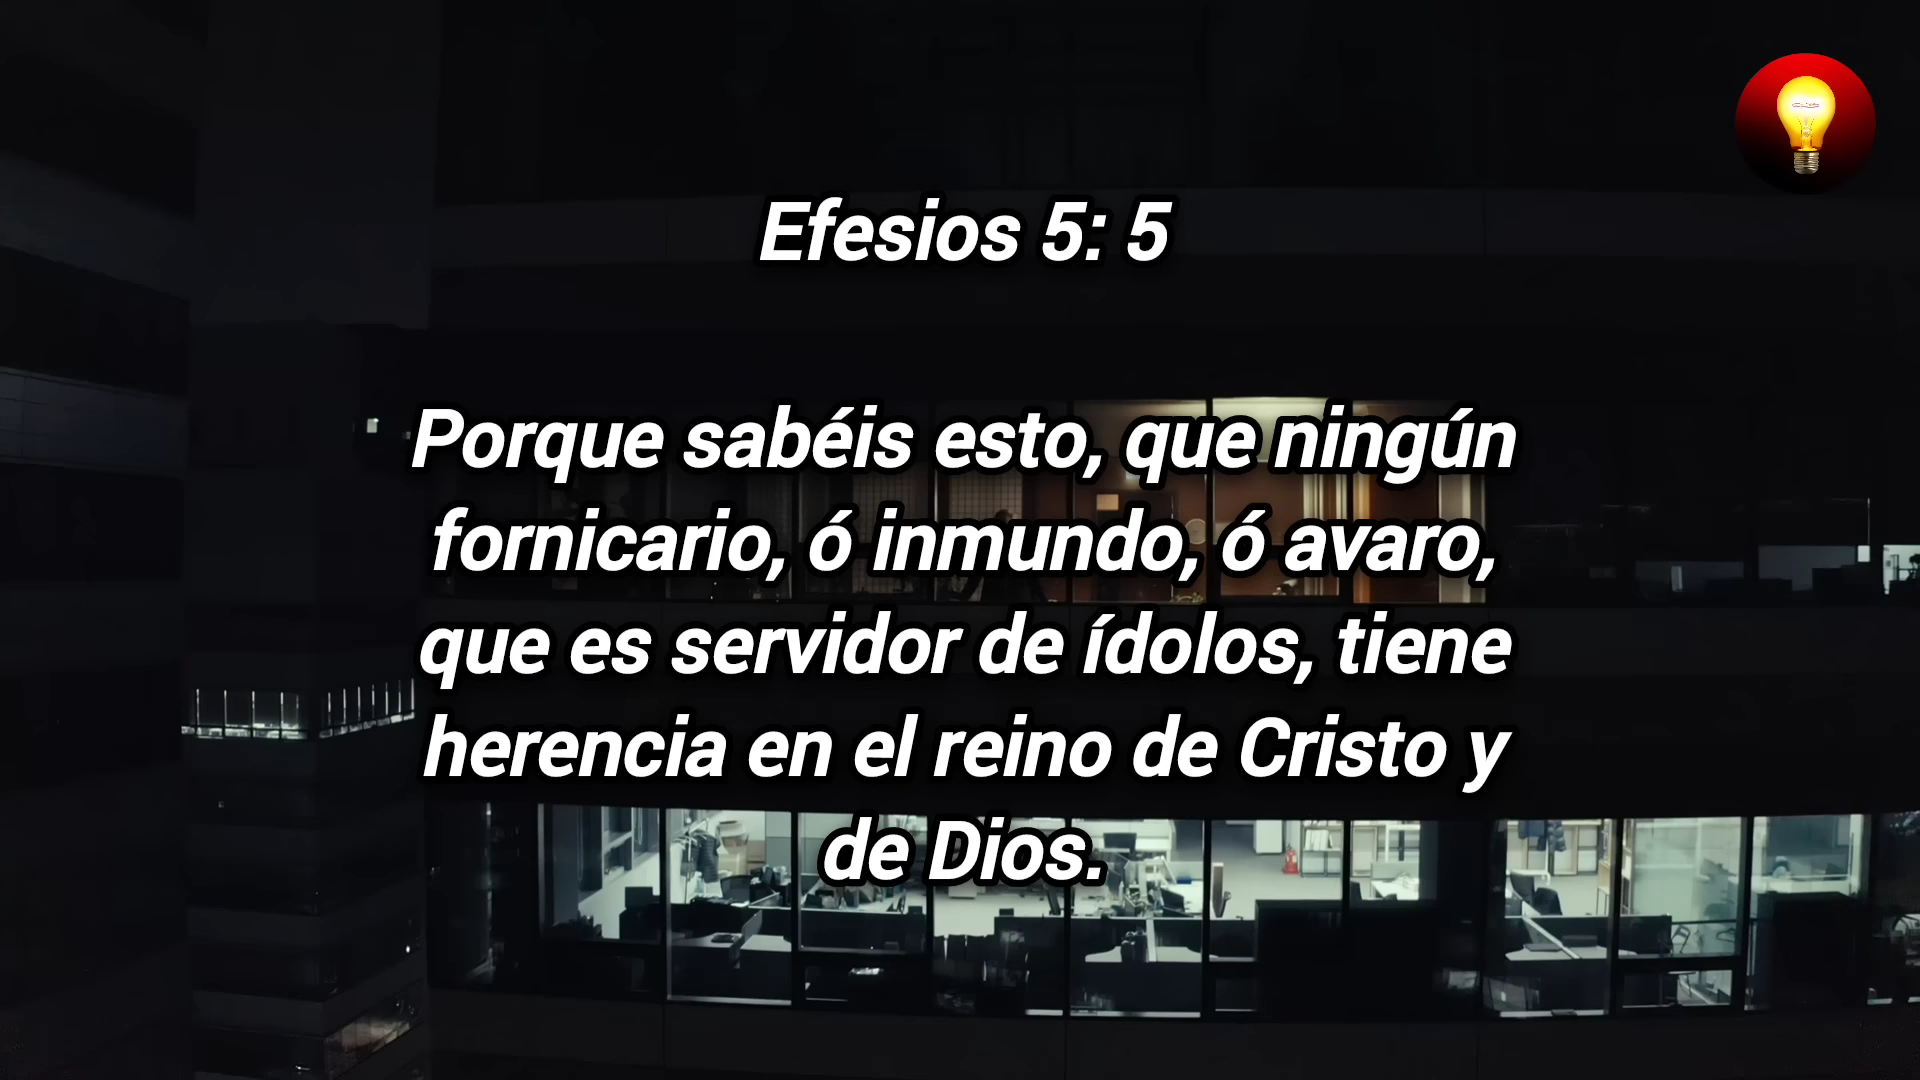 Efesios 5: 5
Porque sabéis esto, que ningún
fornicario, ó inmundo, ó avaro,
que es servidor de ídolos, tiene
herencia en el reino de Cristo y
de Dios.